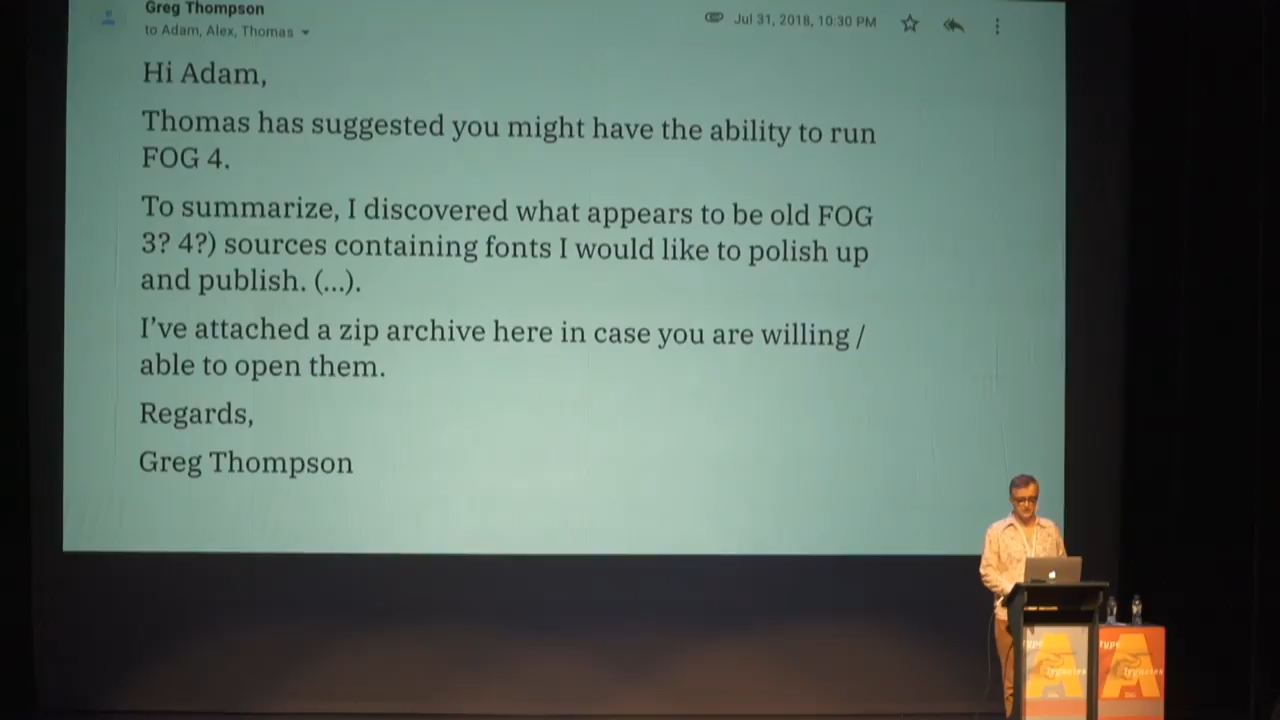 Greg Thompson
to Adam, Alex, Thomas
Jul 31, 2018, 10:30 PM
Hi Adam,
Thomas has suggested you might have the ability to run
FOG 4.
To summarize, I discovered what appears to be old FOG
3? 4?) sources containing fonts I would like to polish up
and publish. (...).
I’ve attached a zip archive here in case you are willing /
able to open them.
Regards,
Greg Thompson
type
A
type
A